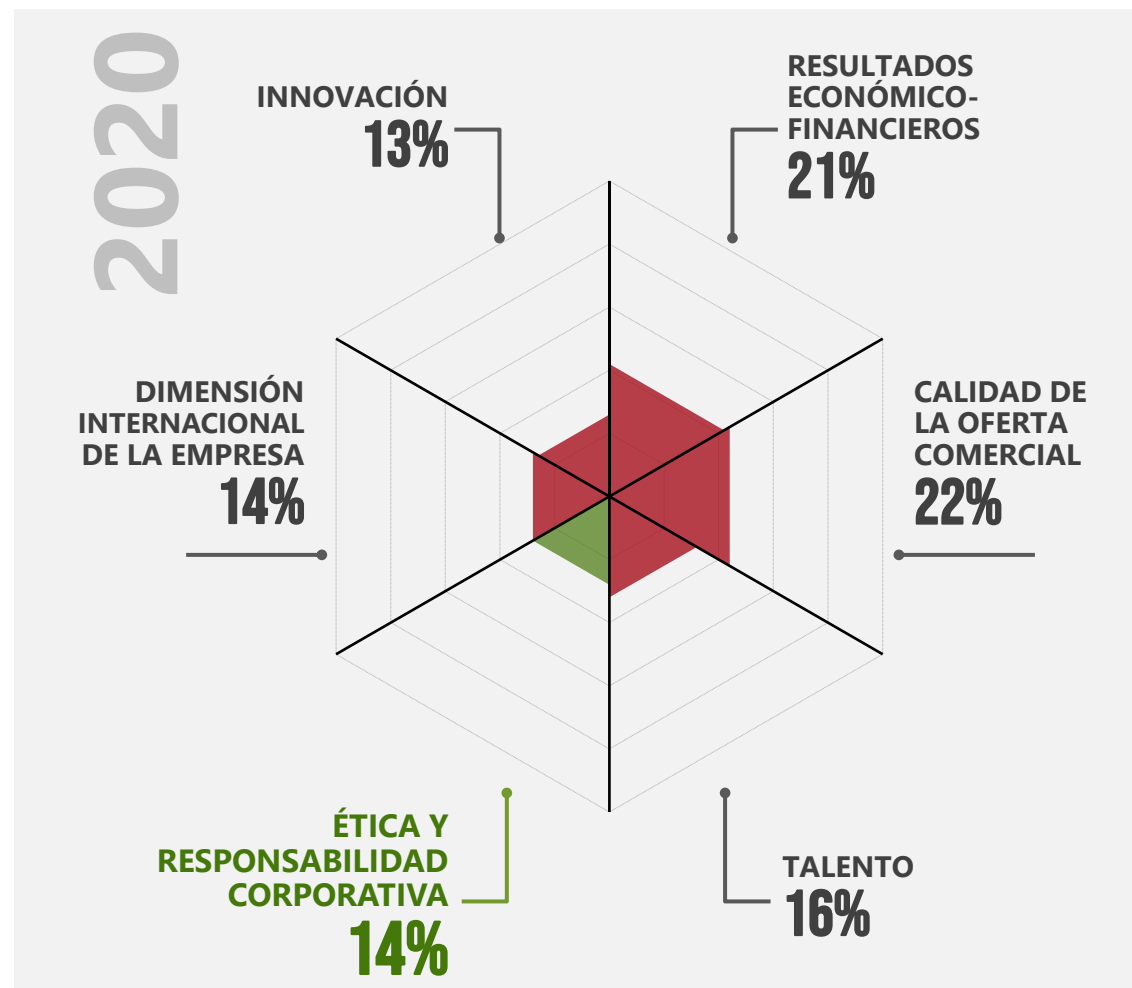 2020
INNOVACIÓN
13%
RESULTADOS
ECONÓMICO-
FINANCIEROS
21%
DIMENSIÓN
INTERNACIONAL
DE LA EMPRESA
14%
CALIDAD DE
LA OFERTA
COMERCIAL
22%
ÉTICA Y
RESPONSABILIDAD
CORPORATIVA
14%
TALENTO
16%